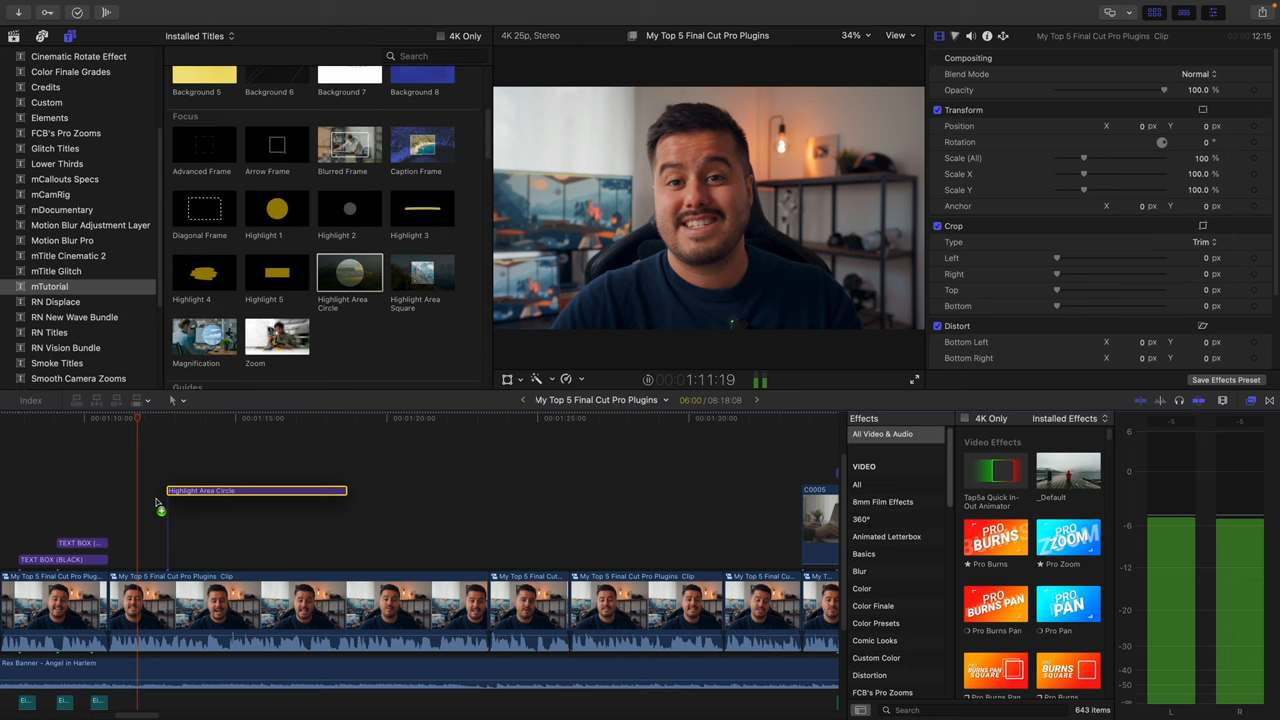 Installed Titles
4K Only
4K 25p, Stereo
My Top 5 Final Cut Pro Plugins
34%
View
My Top 5 Final Cut Pro Plugins Clip
00:00:12:15
Cinematic Rotate Effect
Color Finale Grades
Credits
Custom
Elements
FCB's Pro Zooms
Glitch Titles
Lower Thirds
mCallouts Specs
mCamRig
mDocumentary
Motion Blur Adjustment Layer
Motion Blur Pro
mTitle Cinematic 2
mTitle Glitch
mTutorial
RN Displace
RN New Wave Bundle
RN Titles
RN Vision Bundle
Smoke Titles
Smooth Camera Zooms
Search
Background 5
Background 6
Background 7
Background 8
Focus
Advanced Frame
Arrow Frame
Blurred Frame
Caption Frame
Diagonal Frame
Highlight 1
Highlight 2
Highlight 3
Highlight 4
Highlight 5
Highlight Area Circle
Highlight Area Square
Magnification
Zoom
Guides
Compositing
Blend Mode Normal
Opacity 100.0 %
Transform
Position X 0 px Y 0 px
Rotation 0 °
Scale (All) 100 %
Scale X 100.0 %
Scale Y 100.0 %
Anchor X 0 px Y 0 px
Crop
Type Trim
Left 0 px
Right 0 px
Top 0 px
Bottom 0 px
Distort
Bottom Left X 0 px Y 0 px
Bottom Right X 0 px Y 0 px
Save Effects Preset
00:00:1:11:19
Index
My Top 5 Final Cut Pro Plugins
06:00 / 08:18:08
00:01:10:00
00:01:15:00
00:01:20:00
00:01:25:00
00:01:30:00
Highlight Area Circle
C0005
TEXT BOX (...
TEXT BOX (BLACK)
My Top 5 Final Cut Pro Plug...
My Top 5 Final Cut Pro Plugins Clip
My Top 5 Final Cut...
My Top 5 Final Cut Pro Plugins Clip
My Top 5 Final Cut...
My T...
Rex Banner - Angel in Harlem
Ei...
Ei...
Ei...
Effects
4K Only
Installed Effects
All Video & Audio
VIDEO
All
8mm Film Effects
360°
Animated Letterbox
Basics
Blur
Color
Color Finale
Color Presets
Comic Looks
Custom Color
Distortion
FCB's Pro Zooms
Video Effects
Tap5a Quick In-Out Animator
_Default
PRO BURNS
PRO ZOOM
Pro Burns
Pro Zoom
PRO BURNS PAN
PRO PAN
Pro Burns Pan
Pro Pan
PRO BURNS PAN SQUARE
PRO BURNS SQUARE
Pro Burns Pan
Pro Burns
Search
643 items
-5
-5
6
0
-6
-12
-20
-30
-40
-50
-∞
L
R